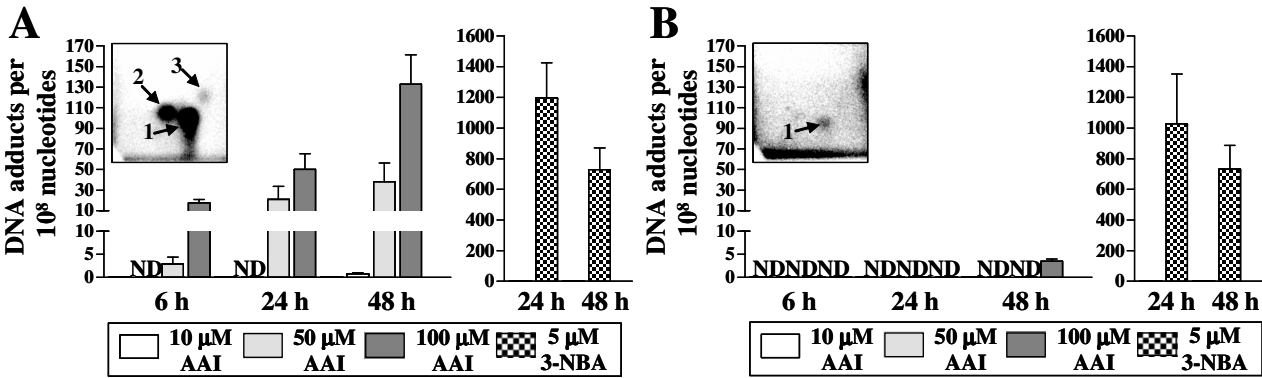 A
DNA adducts per
10⁸ nucleotides
170
150
130
110
90
70
50
30
10
10
5
0
2
3
1
ND
ND
6 h
24 h
48 h
1600
1400
1200
1000
800
600
400
200
0
24 h
48 h
10 µM
AAI
50 µM
AAI
100 µM
AAI
5 µM
3-NBA
B
DNA adducts per
10⁸ nucleotides
170
150
130
110
90
70
50
30
10
10
5
0
1
NDNDND
NDNDND
NDND
6 h
24 h
48 h
1600
1400
1200
1000
800
600
400
200
0
24 h
48 h
10 µM
AAI
50 µM
AAI
100 µM
AAI
5 µM
3-NBA